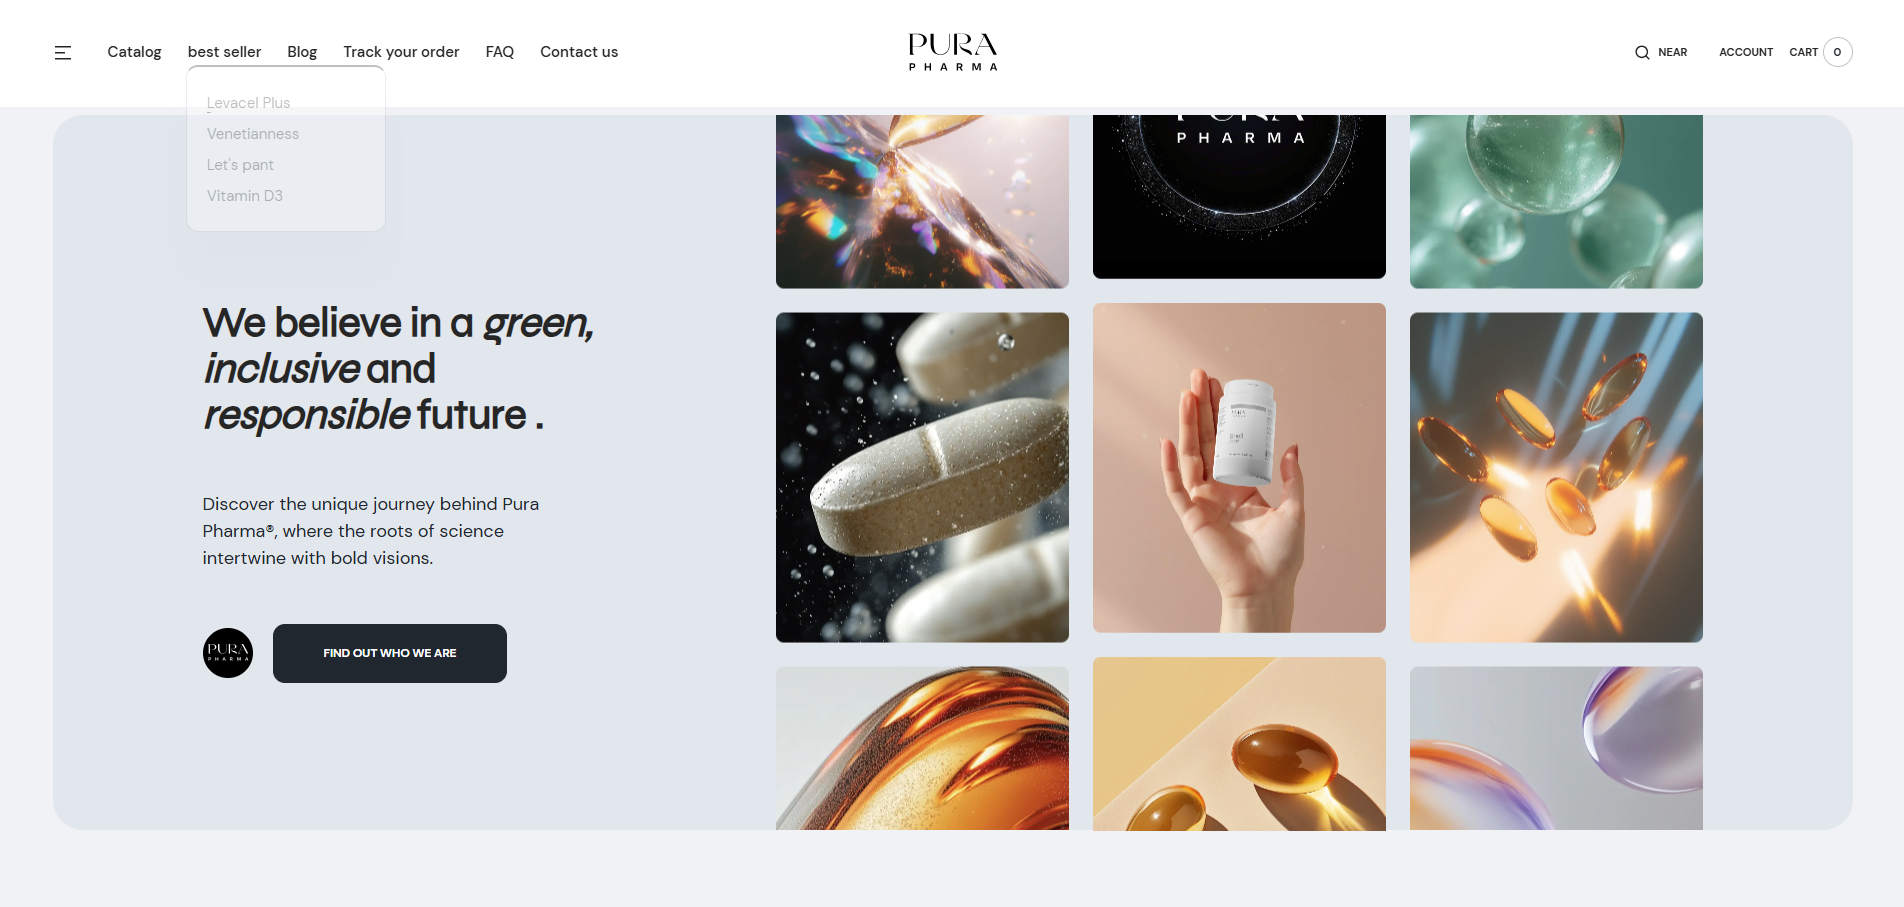 Catalog
best seller
Blog
Track your order
FAQ
Contact us
PURA
PHARMA
NEAR
ACCOUNT
CART
0
Levacel Plus
Venetianness
Let's pant
Vitamin D3
PHARMA
We believe in a green,
inclusive and
responsible future .
Discover the unique journey behind Pura
Pharma®, where the roots of science
intertwine with bold visions.
PURA
PHARMA
FIND OUT WHO WE ARE
PURA